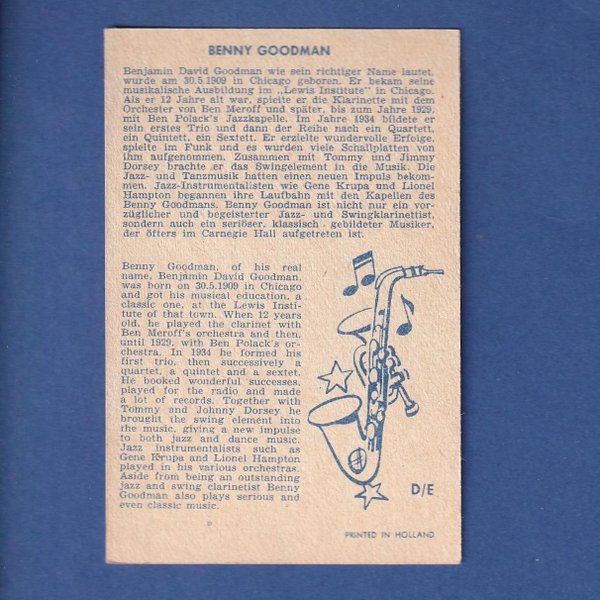 BENNY GOODMAN
Benjamin David Goodman wie sein richtiger Name lautet,
wurde am 30.5.1909 in Chicago geboren. Er bekam seine
musikalische Ausbildung im „Lewis Institute" in Chicago.
Als er 12 Jahre alt war, spielte er die Klarinette mit dem
Orchester von Ben Meroff und später, bis zum Jahre 1929,
mit Ben Polack's Jazzkapelle. Im Jahre 1934 bildete er
sein erstes Trio und dann der Reihe nach ein Quartett,
ein Quintett, ein Sextett. Er erzielte wundervolle Erfolge,
spielte im Funk und es wurden viele Schallplatten von
ihm aufgenommen. Zusammen mit Tommy und Jimmy
Dorsey brachte er das Swingelement in die Musik. Die
Jazz- und Tanzmusik hatten einen neuen Impuls bekom-
men. Jazz-Instrumentalisten wie Gene Krupa und Lionel
Hampton begannen ihre Laufbahn mit den Kapellen des
Benny Goodmans. Benny Goodman ist nicht nur ein vor-
züglicher und begeisterter Jazz- und Swingklarinettist,
sondern auch ein seriöser, klassisch gebildeter Musiker,
der öfters im Carnegie Hall aufgetreten ist.
Benny Goodman, of his real
name, Benjamin David Goodman,
was born on 30.5.1909 in Chicago
and got his musical education, a
classic one, at the Lewis Insti-
tute of that town. When 12 years
old, he played the clarinet with
Ben Meroff's orchestra and then,
until 1929, with Ben Polack's or-
chestra. In 1934 he formed his
first trio, then successively a
quartet, a quintet and a sextet.
He booked wonderful successes,
played for the radio and made
a lot of records. Together with
Tommy and Johnny Dorsey he
brought the swing element into
the music, giving a new impulse
to both jazz and dance music.
Jazz instrumentalists such as
Gene Krupa and Lionel Hampton
played in his various orchestras.
Aside from being an outstanding
jazz and swing clarinetist Benny
Goodman also plays serious and
even classic music.
D/E
PRINTED IN HOLLAND